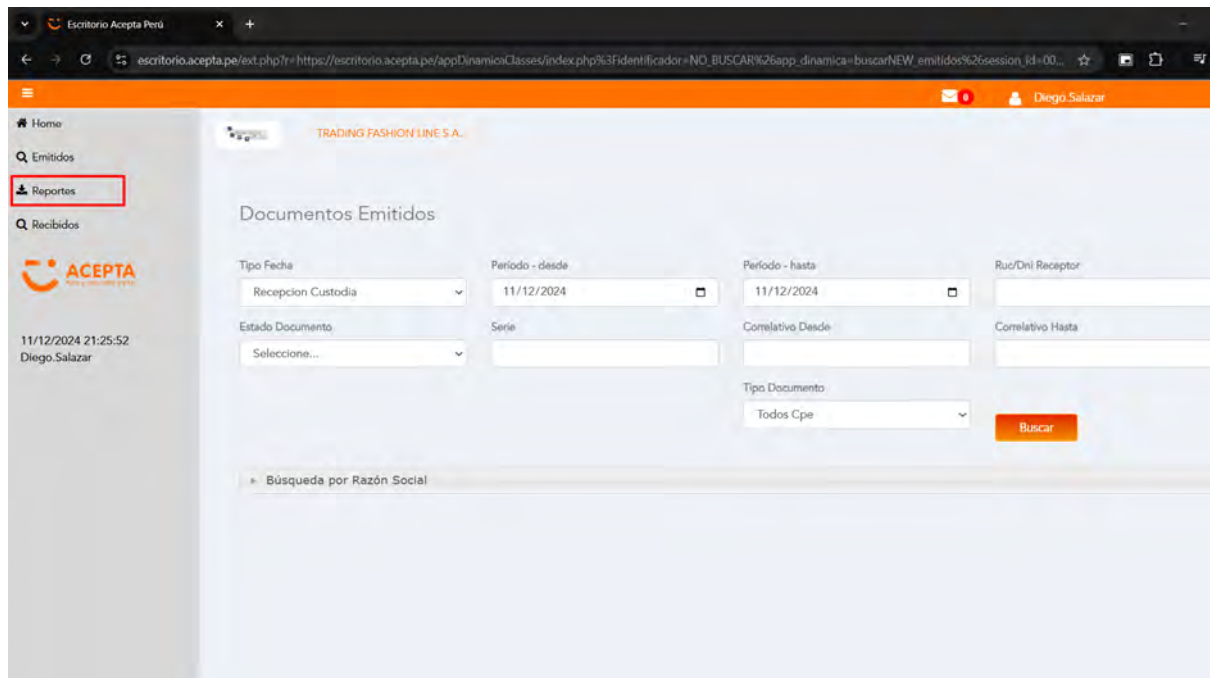 Escritorio Acepta Perú
escritorio.acepta.pe/ext.php?r=https://escritorio.acepta.pe/appDinamicaClasses/index.php%3Fidentificador=NO_BUSCAR%26app_dinamica=buscarNEW_emitidos%26session_id=00...
0 Diego.Salazar
Home
TRADING FASHION LINE S.A.
Emitidos
Reportes
Recibidos
ACEPTA
11/12/2024 21:25:52
Diego.Salazar
Documentos Emitidos
Tipo Fecha Período - desde Período - hasta Ruc/Dni Receptor
Recepcion Custodia 11/12/2024 11/12/2024
Estado Documento Serie Correlativo Desde Correlativo Hasta
Seleccione...
Tipo Documento
Todos Cpe
Buscar
Búsqueda por Razón Social